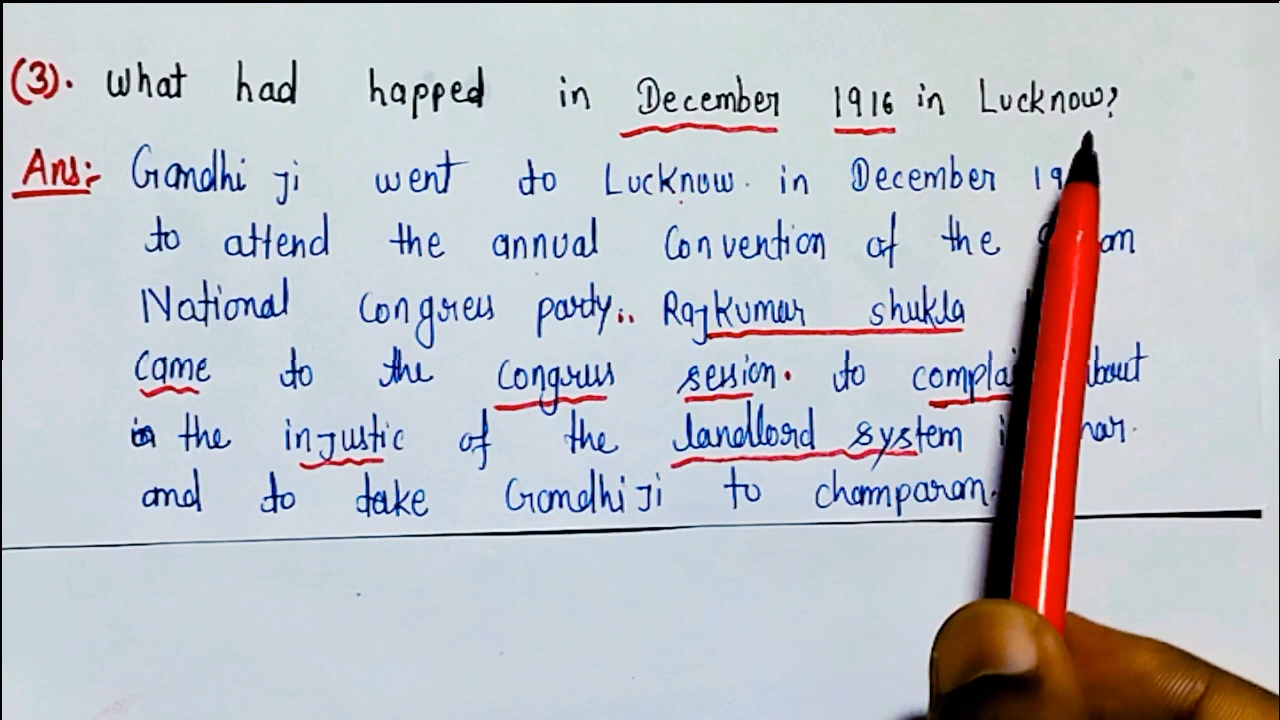 (3). What had happed in December 1916 in Lucknow?
Ans:- Gandhi ji went to Lucknow. in December 19
to attend the annual Convention of the
National Congress party.. Rajkumar shukla
came to the congress session. to complai bout
in the injustic of the landlord system
and to take Gandhi Ji to champaran.